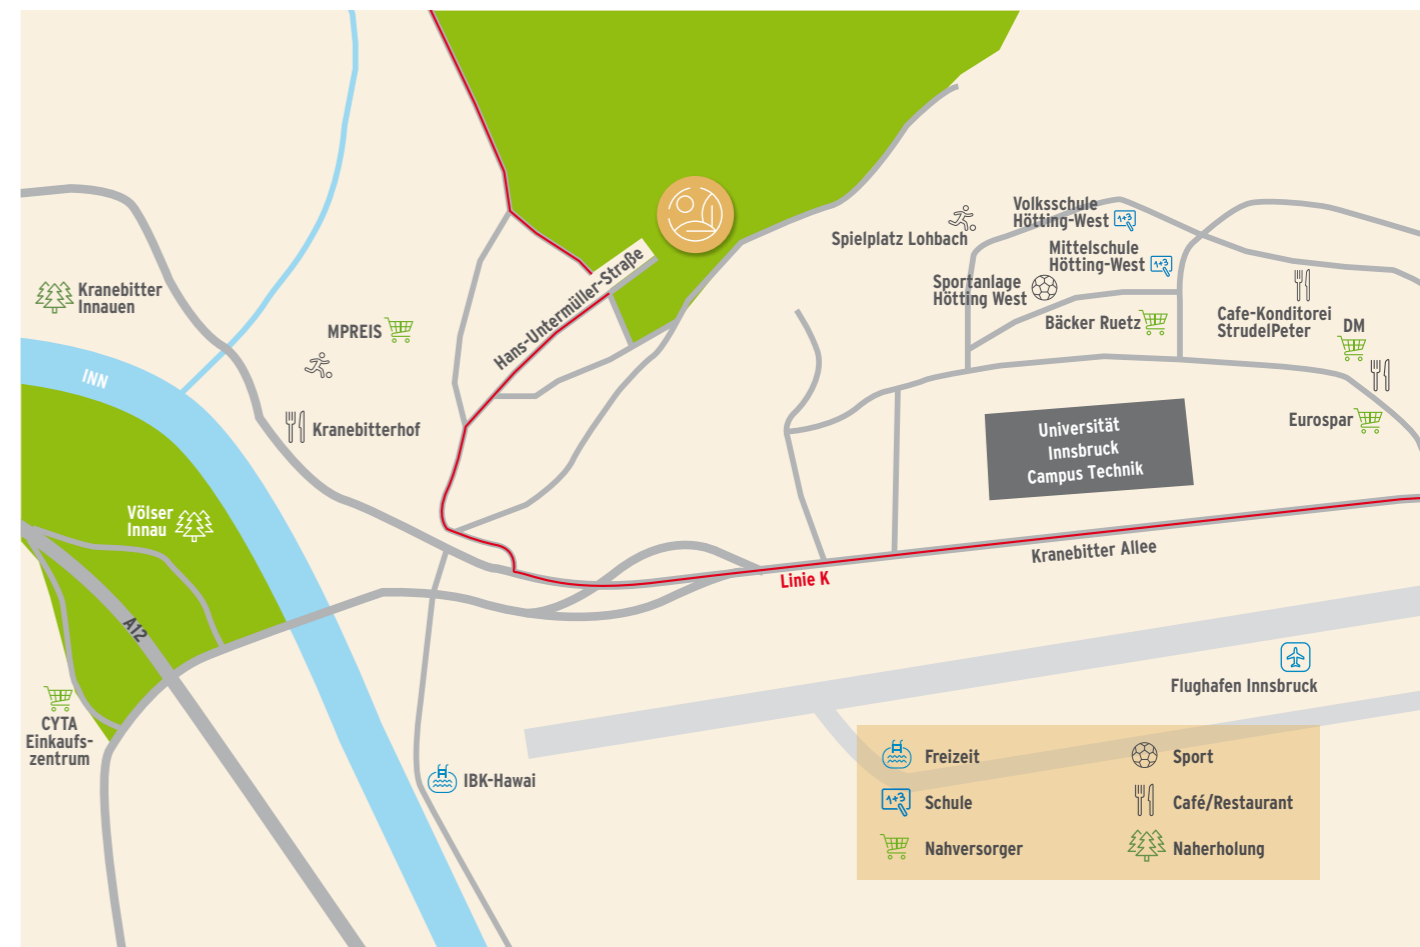 Volksschule
Hötting-West
Spielplatz Lohbach
Mittelschule
Hötting-West
Sportanlage
Hötting West
Hans-Untermüller-Straße
Kranebitter
Innauen
MPREIS
Bäcker Ruetz
Cafe-Konditorei
StrudelPeter
DM
INN
Kranebitterhof
Eurospar
Universität
Innsbruck
Campus Technik
Völser
Innau
Kranebitter Allee
Linie K
A12
Flughafen Innsbruck
CYTA
Einkaufs-
zentrum
IBK-Hawai
Freizeit
Sport
1+3
Schule
Café/Restaurant
Nahversorger
Naherholung